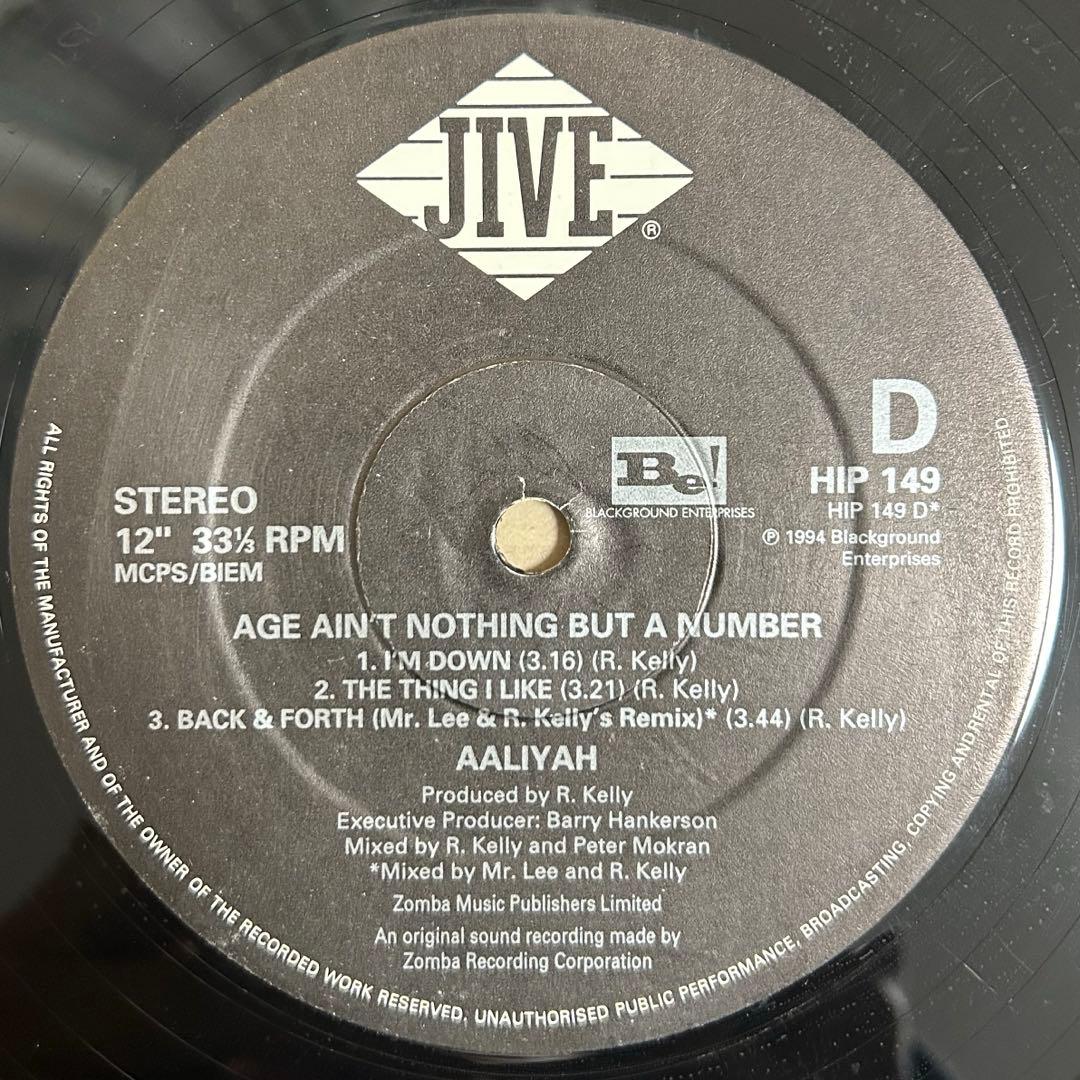 JIVE ®
D
Be!
BLACKGROUND ENTERPRISES
HIP 149
HIP 149 D*
℗ 1994 Blackground
Enterprises
STEREO
12" 33⅓ RPM
MCPS/BIEM
AGE AIN'T NOTHING BUT A NUMBER
1. I'M DOWN (3.16) (R. Kelly)
2. THE THING I LIKE (3.21) (R. Kelly)
3. BACK & FORTH (Mr. Lee & R. Kelly's Remix)* (3.44) (R. Kelly)
AALIYAH
Produced by R. Kelly
Executive Producer: Barry Hankerson
Mixed by R. Kelly and Peter Mokran
*Mixed by Mr. Lee and R. Kelly
Zomba Music Publishers Limited
An original sound recording made by
Zomba Recording Corporation
ALL RIGHTS OF THE MANUFACTURER AND OF THE OWNER OF THE RECORDED WORK RESERVED. UNAUTHORISED PUBLIC PERFORMANCE, BROADCASTING, COPYING AND RENTAL OF THIS RECORD PROHIBITED